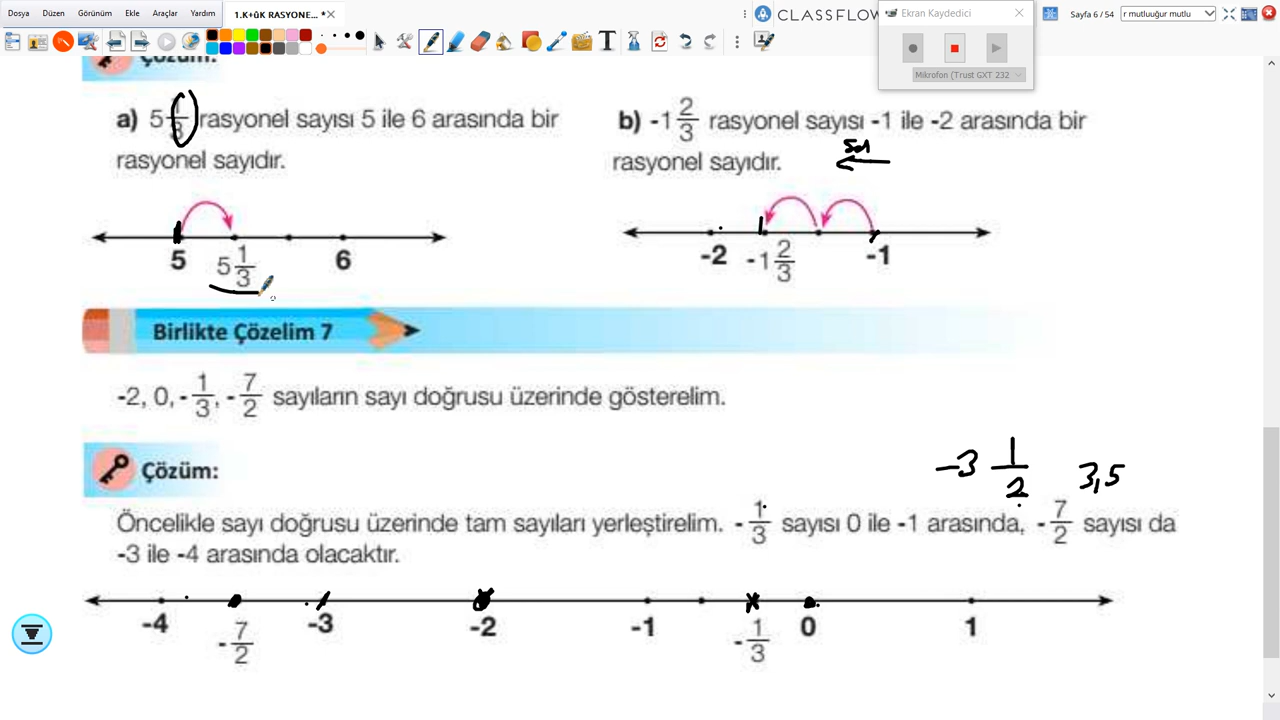 Dosya Düzen Görünüm Ekle Araçlar Yardım 1.K+ûK RASYONE... *
CLASSFLOW
Ekran Kaydedici
Mikrofon (Trust GXT 232
Sayfa 6 / 54
r mutluuğur mutlu
Çözüm:
a) 5 1/3 rasyonel sayısı 5 ile 6 arasında bir
rasyonel sayıdır.
5 5 1/3 6
b) -1 2/3 rasyonel sayısı -1 ile -2 arasında bir
rasyonel sayıdır.
sol
-2 -1 2/3 -1
Birlikte Çözelim 7
-2, 0, - 1/3, - 7/2 sayıların sayı doğrusu üzerinde gösterelim.
Çözüm:
-3 1/2 3,5
Öncelikle sayı doğrusu üzerinde tam sayıları yerleştirelim. - 1/3 sayısı 0 ile -1 arasında, - 7/2 sayısı da
-3 ile -4 arasında olacaktır.
-4 - 7/2 -3 -2 -1 - 1/3 0 1